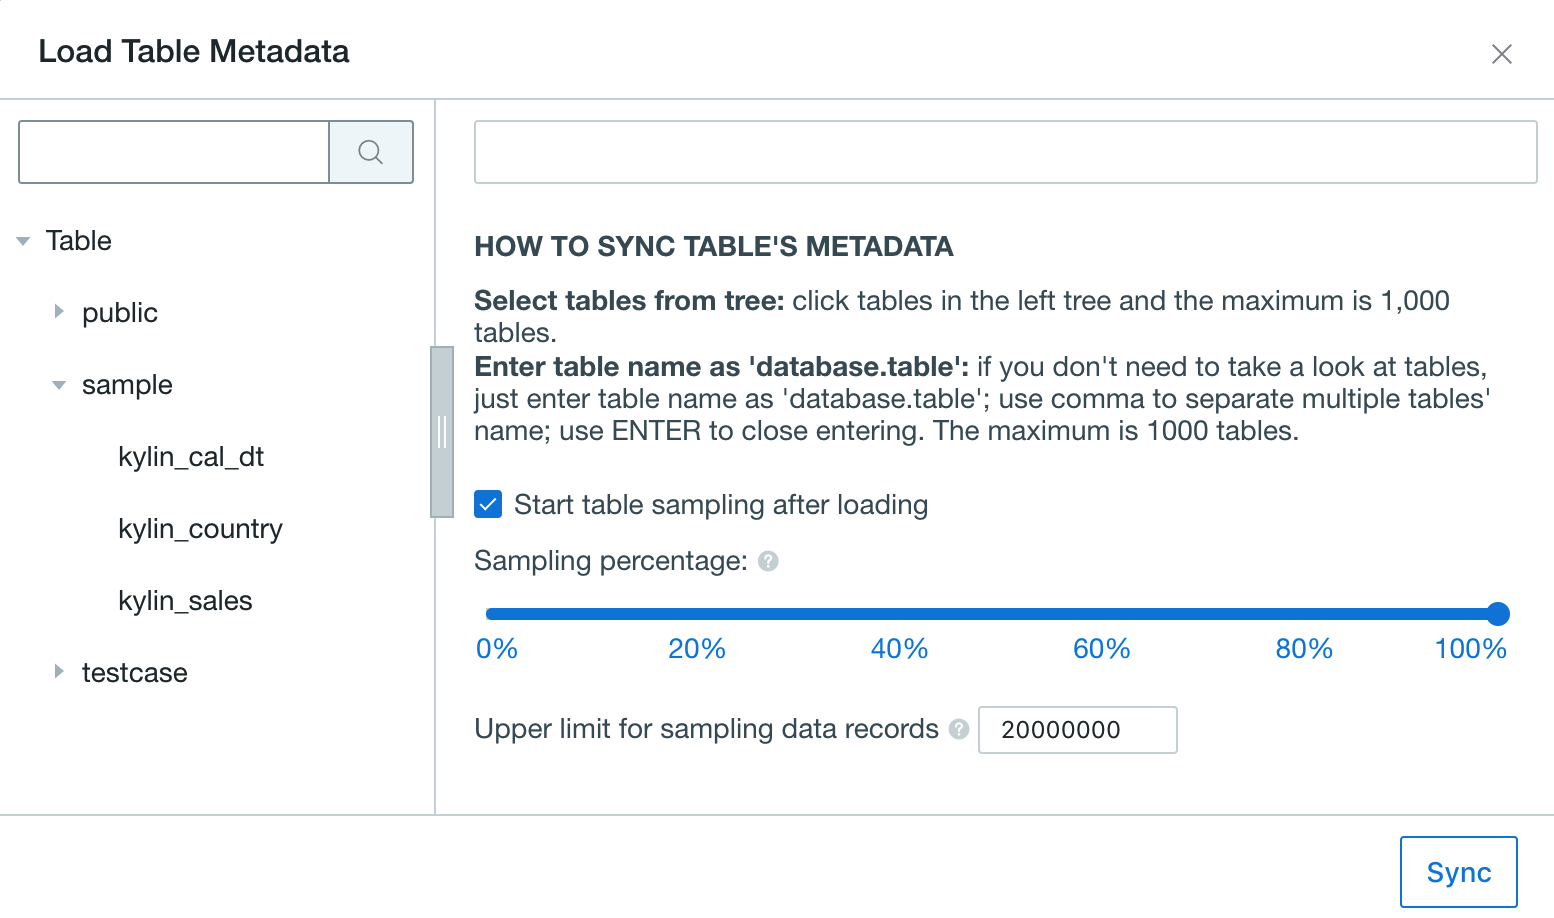 Load Table Metadata
Table
public
sample
kylin_cal_dt
kylin_country
kylin_sales
testcase
HOW TO SYNC TABLE'S METADATA
Select tables from tree: click tables in the left tree and the maximum is 1,000
tables.
Enter table name as 'database.table': if you don't need to take a look at tables,
just enter table name as 'database.table'; use comma to separate multiple tables'
name; use ENTER to close entering. The maximum is 1000 tables.
Start table sampling after loading
Sampling percentage: ?
0% 20% 40% 60% 80% 100%
Upper limit for sampling data records ? 20000000
Sync